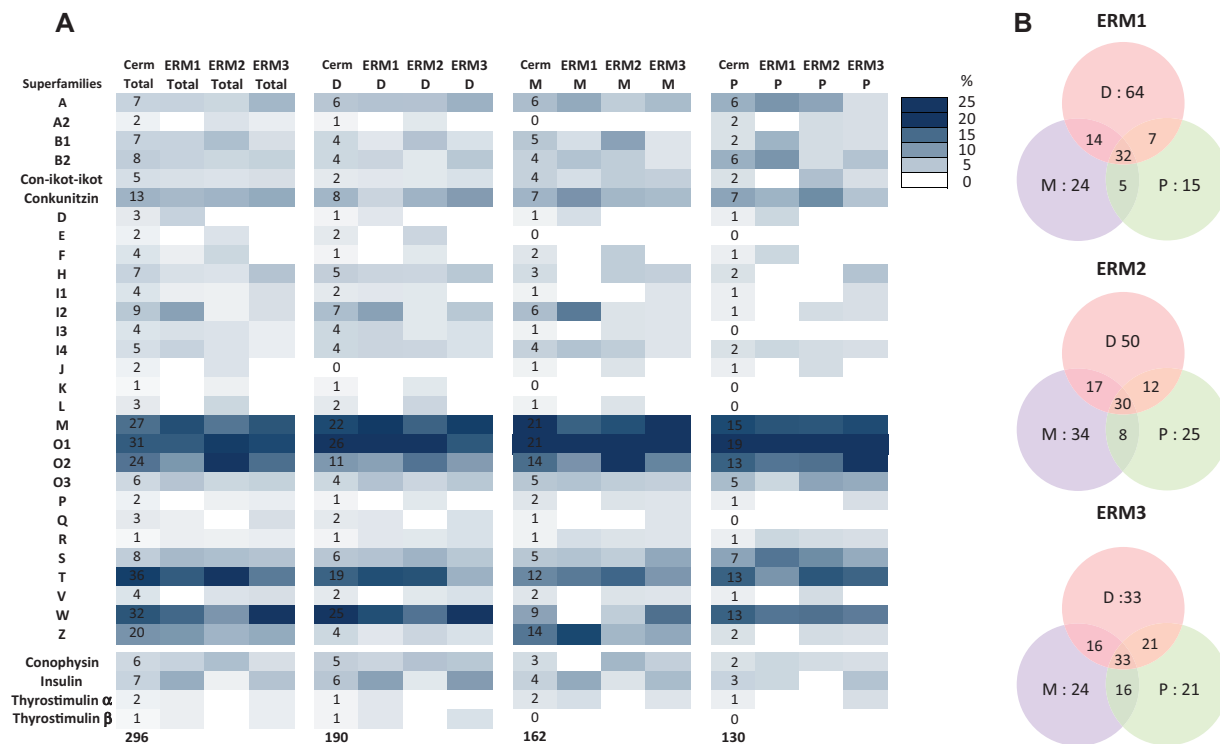 A
B
Cerm ERM1 ERM2 ERM3 Cerm ERM1 ERM2 ERM3 Cerm ERM1 ERM2 ERM3 Cerm ERM1 ERM2 ERM3
Superfamilies Total Total Total Total D D D D M M M M P P P P
A 7 6 6 6
A2 2 1 0 2
B1 7 4 5 2
B2 8 4 4 6
Con-ikot-ikot 5 2 4 2
Conkunitzin 13 8 7 7
D 3 1 1 1
E 2 2 0 0
F 4 1 2 1
H 7 5 3 2
I1 4 2 1 1
I2 9 7 6 1
I3 4 4 1 0
I4 5 4 4 2
J 2 0 1 1
K 1 1 0 0
L 3 2 1 0
M 27 22 21 15
O1 31 26 21 19
O2 24 11 14 13
O3 6 4 5 5
P 2 1 2 1
Q 3 2 1 0
R 1 1 1 1
S 8 6 5 7
T 36 19 12 13
V 4 2 2 1
W 32 25 9 13
Z 20 4 14 2
Conophysin 6 5 3 2
Insulin 7 6 4 3
Thyrostimulin α 2 1 2 1
Thyrostimulin β 1 1 0 0
296 190 162 130
%
25
20
15
10
5
0
ERM1
D : 64
14 7
32
M : 24 5 P : 15
ERM2
D 50
17 12
30
M : 34 8 P : 25
ERM3
D :33
16 21
33
M : 24 16 P : 21